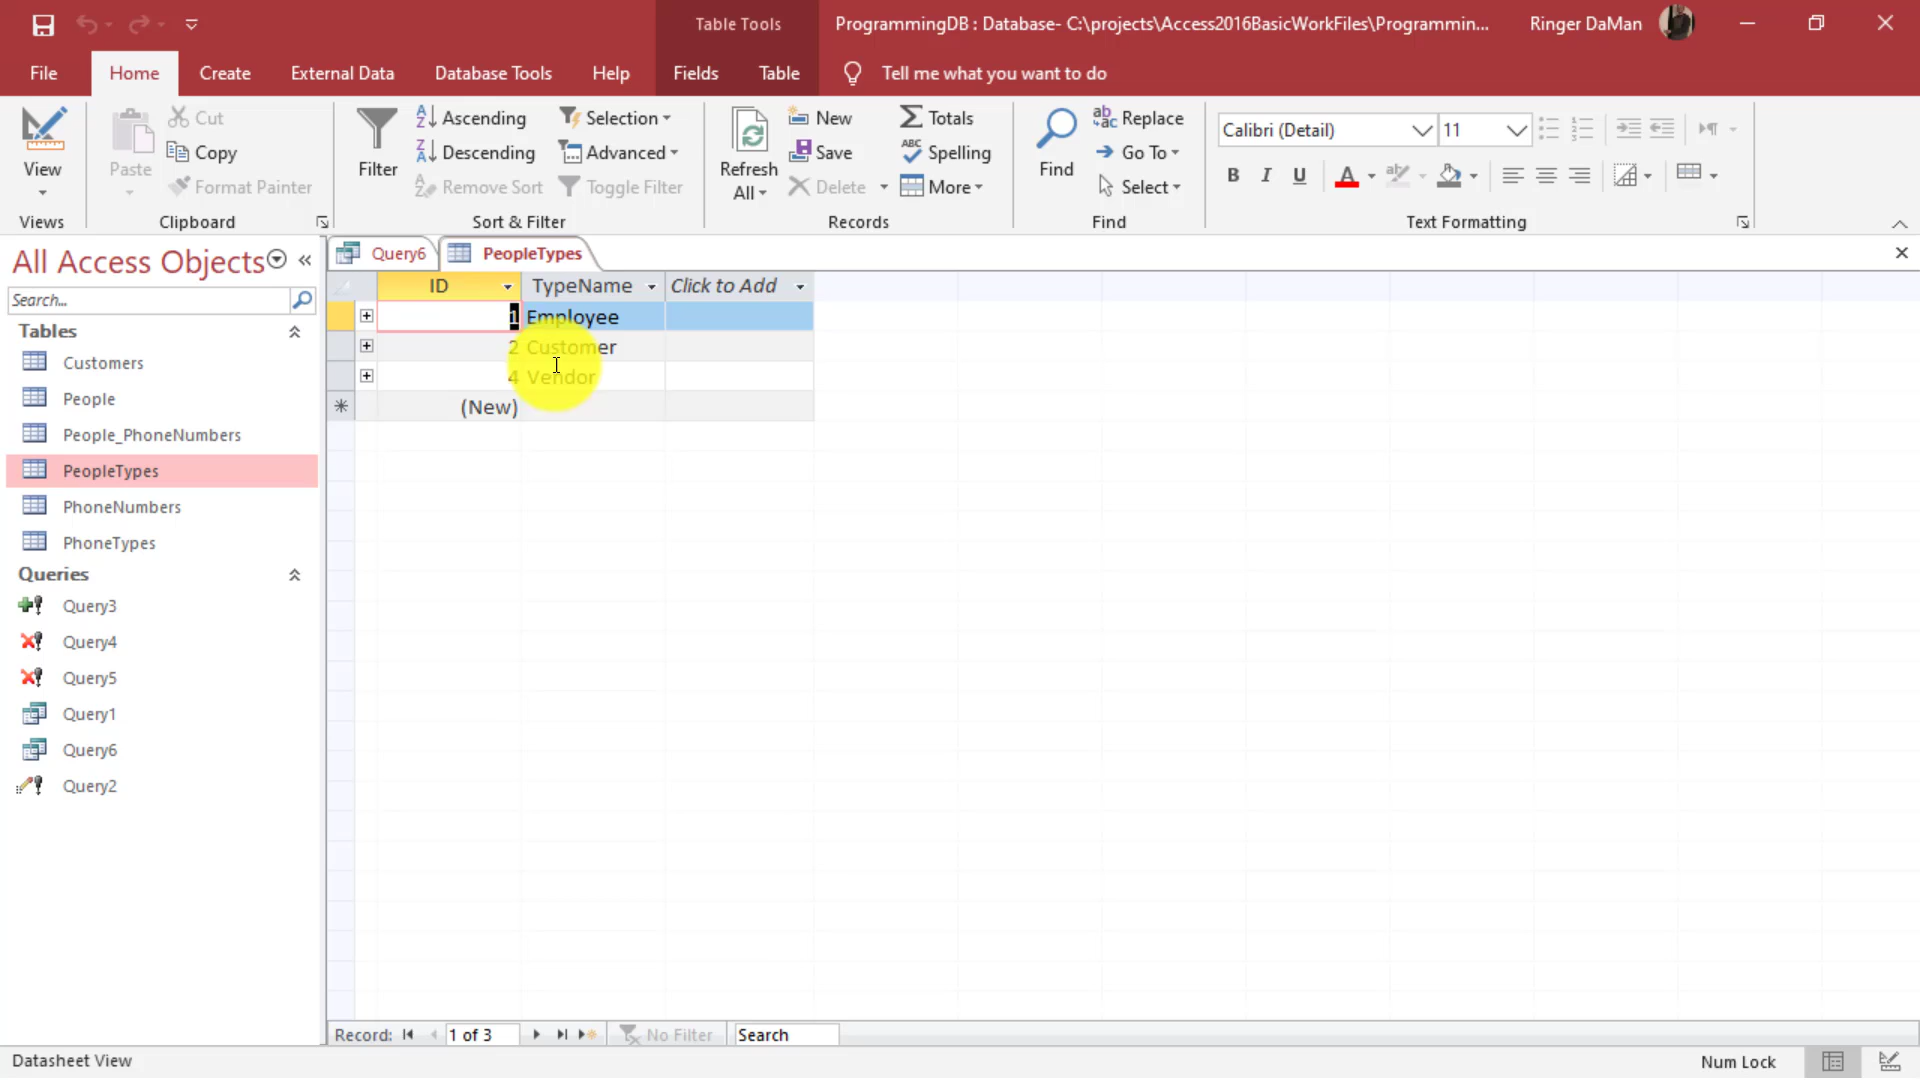 Table Tools
ProgrammingDB : Database- C:\projects\Access2016BasicWorkFiles\Programmin...
Ringer DaMan
File
Home
Create
External Data
Database Tools
Help
Fields
Table
Tell me what you want to do
View
Views
Paste
Cut
Copy
Format Painter
Clipboard
Filter
Ascending
Descending
Remove Sort
Selection
Advanced
Toggle Filter
Sort & Filter
Refresh
All
New
Save
Delete
Totals
Spelling
More
Records
Find
Replace
Go To
Select
Find
Calibri (Detail)
11
B I U
Text Formatting
All Access Objects
Search...
Tables
Customers
People
People_PhoneNumbers
PeopleTypes
PhoneNumbers
PhoneTypes
Queries
Query3
Query4
Query5
Query1
Query6
Query2
Query6
PeopleTypes
ID TypeName Click to Add
1 Employee
2 Customer
4 Vendor
(New)
Record: 1 of 3 No Filter Search
Datasheet View
Num Lock